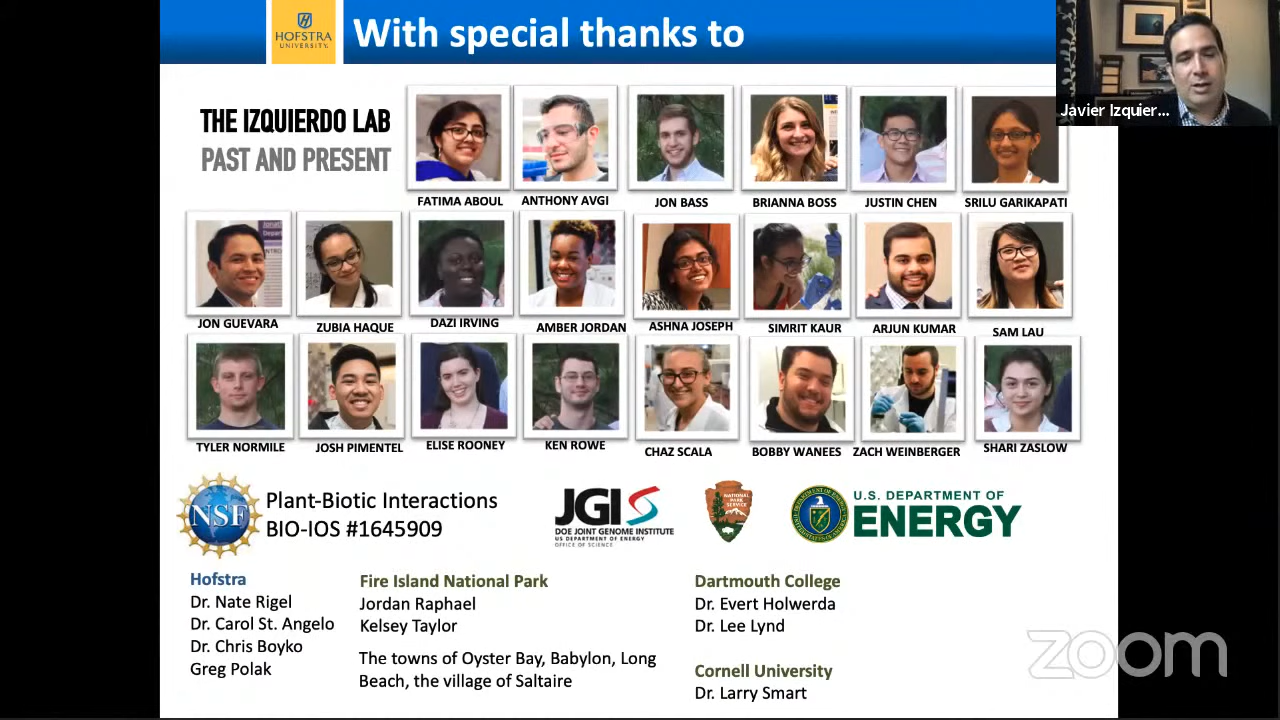 HOFSTRA
UNIVERSITY
With special thanks to
Javier Izquier...
THE IZQUIERDO LAB
PAST AND PRESENT
FATIMA ABOUL
ANTHONY AVGI
JON BASS
BRIANNA BOSS
JUSTIN CHEN
SRILU GARIKAPATI
JON GUEVARA
ZUBIA HAQUE
DAZI IRVING
AMBER JORDAN
ASHNA JOSEPH
SIMRIT KAUR
ARJUN KUMAR
SAM LAU
TYLER NORMILE
JOSH PIMENTEL
ELISE ROONEY
KEN ROWE
CHAZ SCALA
BOBBY WANEES
ZACH WEINBERGER
SHARI ZASLOW
NSF
Plant-Biotic Interactions
BIO-IOS #1645909
JGI
DOE JOINT GENOME INSTITUTE
US DEPARTMENT OF ENERGY
OFFICE OF SCIENCE
NATIONAL
PARK
SERVICE
U.S. DEPARTMENT OF
ENERGY
Hofstra
Dr. Nate Rigel
Dr. Carol St. Angelo
Dr. Chris Boyko
Greg Polak
Fire Island National Park
Jordan Raphael
Kelsey Taylor
The towns of Oyster Bay, Babylon, Long
Beach, the village of Saltaire
Dartmouth College
Dr. Evert Holwerda
Dr. Lee Lynd
Cornell University
Dr. Larry Smart
zoom